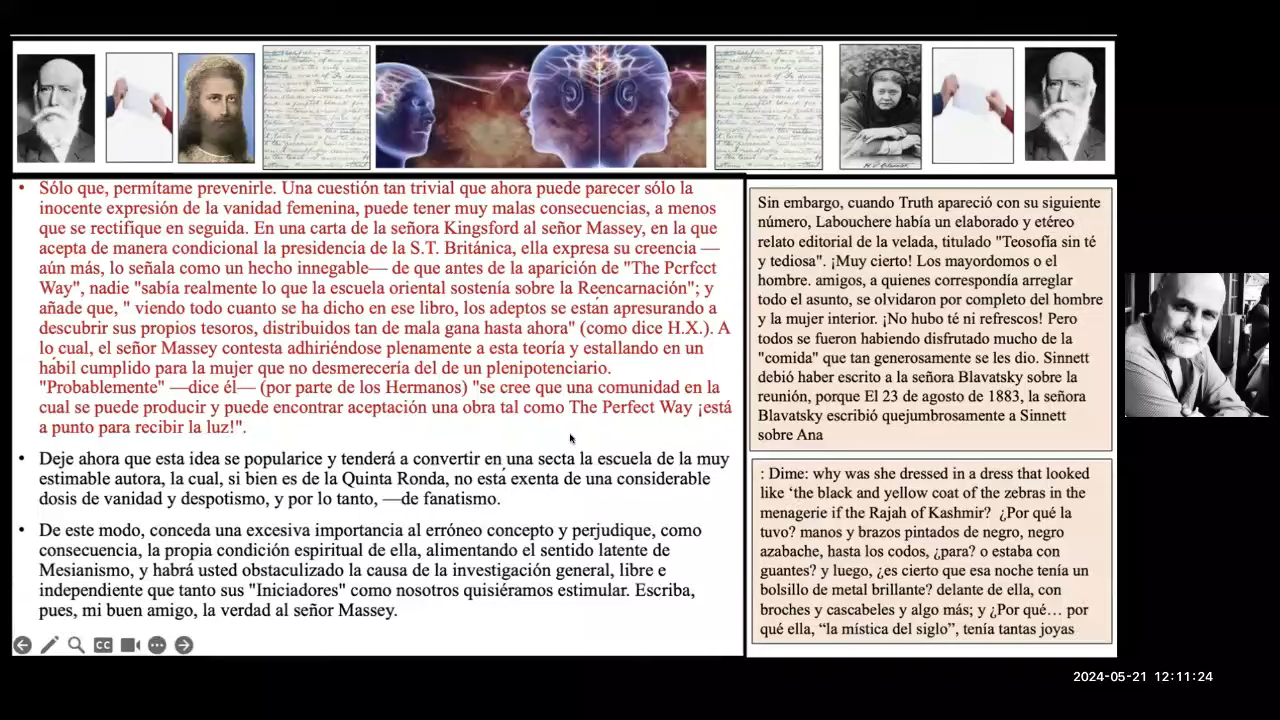 Sólo que, permítame prevenirle. Una cuestión tan trivial que ahora puede parecer sólo la
inocente expresión de la vanidad femenina, puede tener muy malas consecuencias, a menos
que se rectifique en seguida. En una carta de la señora Kingsford al señor Massey, en la que
acepta de manera condicional la presidencia de la S.T. Británica, ella expresa su creencia —
aún más, lo señala como un hecho innegable— de que antes de la aparición de "The Perfect
Way", nadie "sabía realmente lo que la escuela oriental sostenía sobre la Reencarnación"; y
añade que, " viendo todo cuanto se ha dicho en ese libro, los adeptos se están apresurando a
descubrir sus propios tesoros, distribuidos tan de mala gana hasta ahora" (como dice H.X.). A
lo cual, el señor Massey contesta adhiriéndose plenamente a esta teoría y estallando en un
hábil cumplido para la mujer que no desmerecería del de un plenipotenciario.
"Probablemente" —dice él— (por parte de los Hermanos) "se cree que una comunidad en la
cual se puede producir y puede encontrar aceptación una obra tal como The Perfect Way ¡está
a punto para recibir la luz!".
Deje ahora que esta idea se popularice y tenderá a convertir en una secta la escuela de la muy
estimable autora, la cual, si bien es de la Quinta Ronda, no está exenta de una considerable
dosis de vanidad y despotismo, y por lo tanto, —de fanatismo.
De este modo, conceda una excesiva importancia al erróneo concepto y perjudique, como
consecuencia, la propia condición espiritual de ella, alimentando el sentido latente de
Mesianismo, y habrá usted obstaculizado la causa de la investigación general, libre e
independiente que tanto sus "Iniciadores" como nosotros quisiéramos estimular. Escriba,
pues, mi buen amigo, la verdad al señor Massey.
Sin embargo, cuando Truth apareció con su siguiente
número, Labouchere había un elaborado y etéreo
relato editorial de la velada, titulado "Teosofía sin té
y tediosa". ¡Muy cierto! Los mayordomos o el
hombre. amigos, a quienes correspondía arreglar
todo el asunto, se olvidaron por completo del hombre
y la mujer interior. ¡No hubo té ni refrescos! Pero
todos se fueron habiendo disfrutado mucho de la
"comida" que tan generosamente se les dio. Sinnett
debió haber escrito a la señora Blavatsky sobre la
reunión, porque El 23 de agosto de 1883, la señora
Blavatsky escribió quejumbrosamente a Sinnett
sobre Ana
: Dime: why was she dressed in a dress that looked
like ‘the black and yellow coat of the zebras in the
menagerie if the Rajah of Kashmir? ¿Por qué la
tuvo? manos y brazos pintados de negro, negro
azabache, hasta los codos, ¿para? o estaba con
guantes? y luego, ¿es cierto que esa noche tenía un
bolsillo de metal brillante? delante de ella, con
broches y cascabeles y algo más; y ¿Por qué… por
qué ella, “la mística del siglo”, tenía tantas joyas
CC
2024-05-21 12:11:24